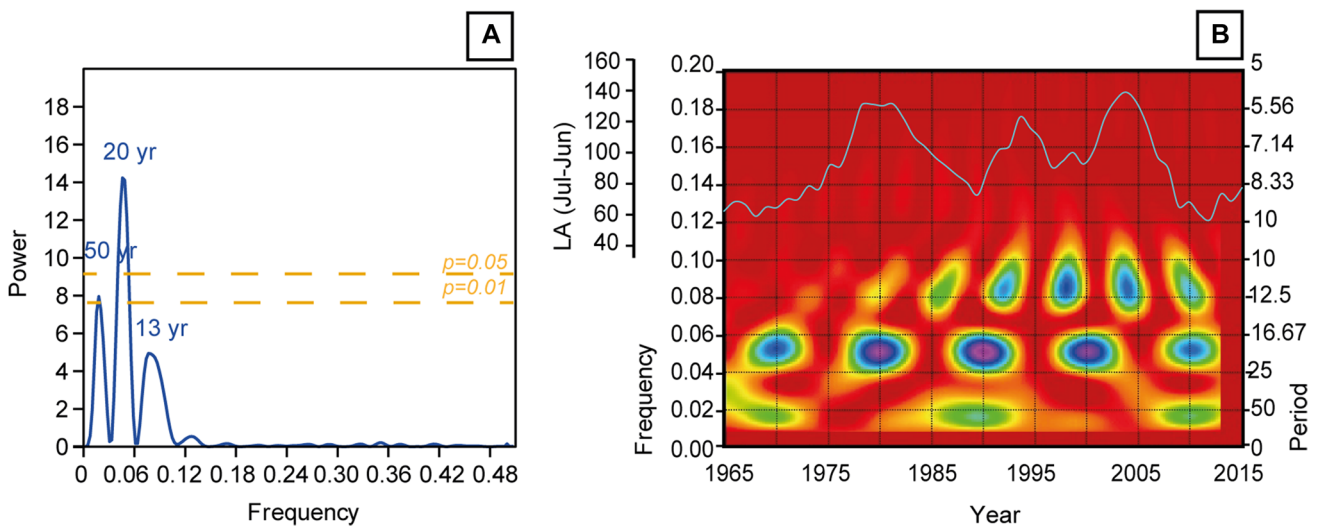 A
18
16
14
12
10
8
6
4
2
0
Power
20 yr
50 yr
13 yr
p=0.05
p=0.01
0 0.06 0.12 0.18 0.24 0.30 0.36 0.42 0.48
Frequency
B
160
140
120
100
80
60
40
LA (Jul-Jun)
0.20
0.18
0.16
0.14
0.12
0.10
0.08
0.06
0.04
0.02
0.00
Frequency
5
5.56
7.14
8.33
10
10
12.5
16.67
25
50
0
Period
1965 1975 1985 1995 2005 2015
Year